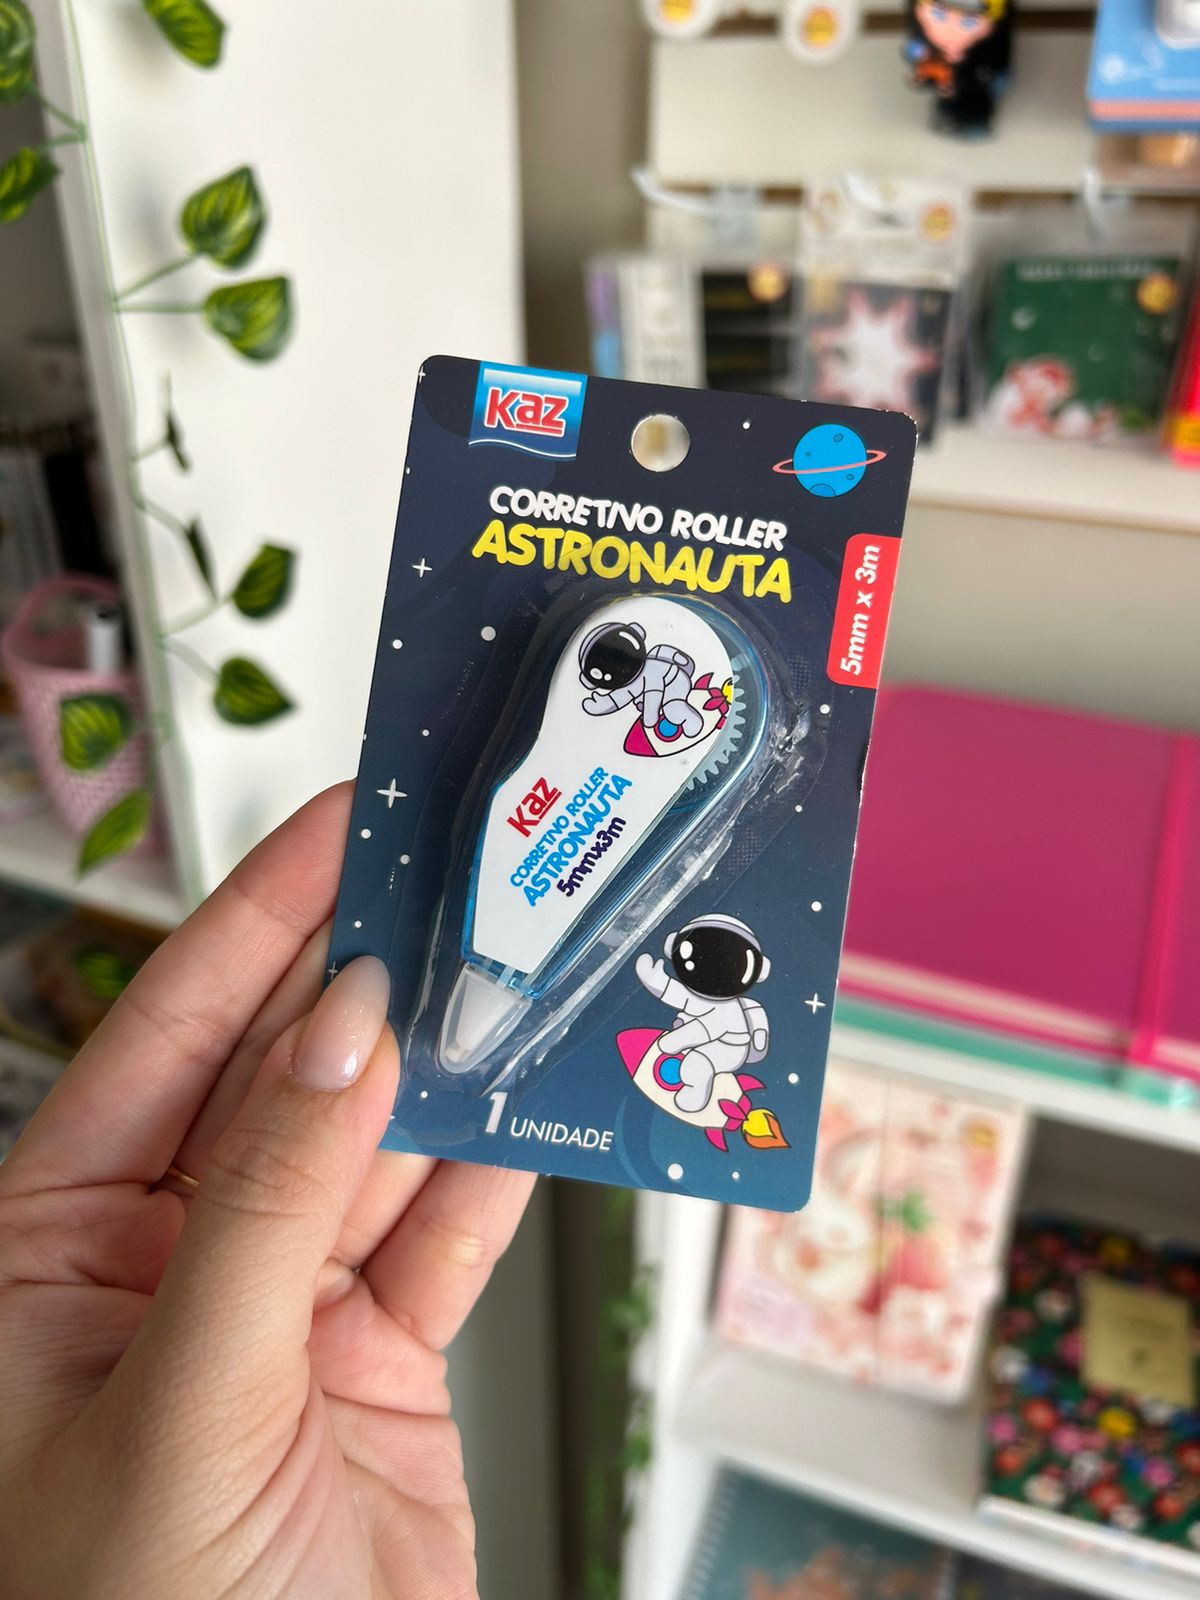 Kaz
CORRETIVO ROLLER
ASTRONAUTA
5mm x 3m
Kaz
CORRETIVO ROLLER
ASTRONAUTA
5mmx3m
1 UNIDADE